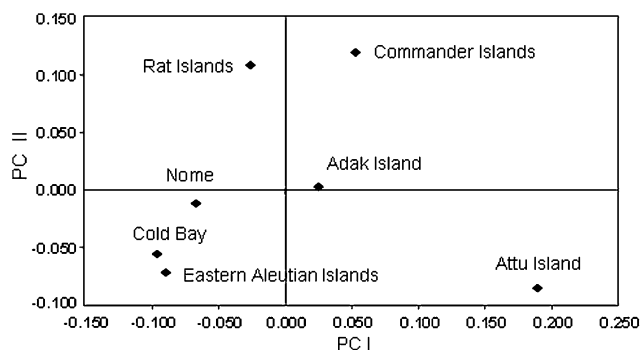 0.150
0.100
0.050
0.000
-0.050
-0.100
PC II
Rat Islands
Commander Islands
Adak Island
Nome
Cold Bay
Eastern Aleutian Islands
Attu Island
-0.150 -0.100 -0.050 0.000 0.050 0.100 0.150 0.200 0.250
PC I